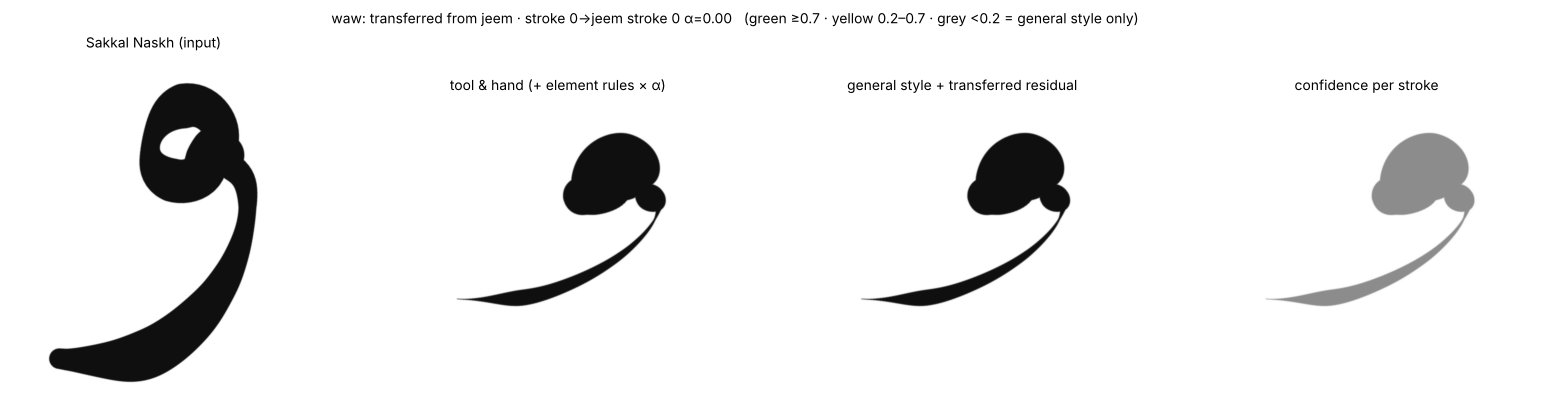 waw: transferred from jeem · stroke 0→jeem stroke 0 α=0.00 (green ≥0.7 · yellow 0.2–0.7 · grey <0.2 = general style only)
Sakkal Naskh (input)
tool & hand (+ element rules × α)
general style + transferred residual
confidence per stroke
و
و
و
و